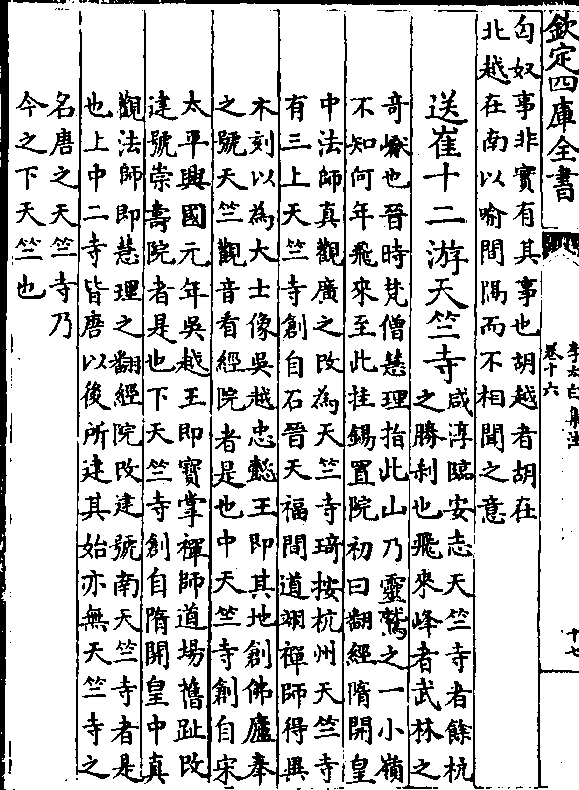 欽定四庫全書
李太白集注
卷十六
十七
匈奴事非實有其事也胡越者胡在
北越在南以喻間隔而不相聞之意
送崔十二游天竺寺
咸淳臨安志天竺寺者餘杭
之勝刹也飛來峰者武林之
奇巘也晉時梵僧慧理指此山乃靈鷲之一小嶺
不知何年飛來至此挂錫置院初曰翻經隋開皇
中法師真觀廣之改為天竺寺琦按杭州天竺寺
有三上天竺寺創自石晉天福間道翊禪師得異
木刻以為大士像吳越忠懿王即其地創佛廬奉
之號天竺觀音看經院者是也中天竺寺創自宋
太平興國元年吳越王即寶掌禪師道場舊趾改
建號崇壽院者是也下天竺寺創自隋開皇中真
觀法師即慧理之翻經院改建號南天竺寺者是
也上中二寺皆唐以後所建其始亦無天竺寺之
名唐之天竺寺乃
今之下天竺也